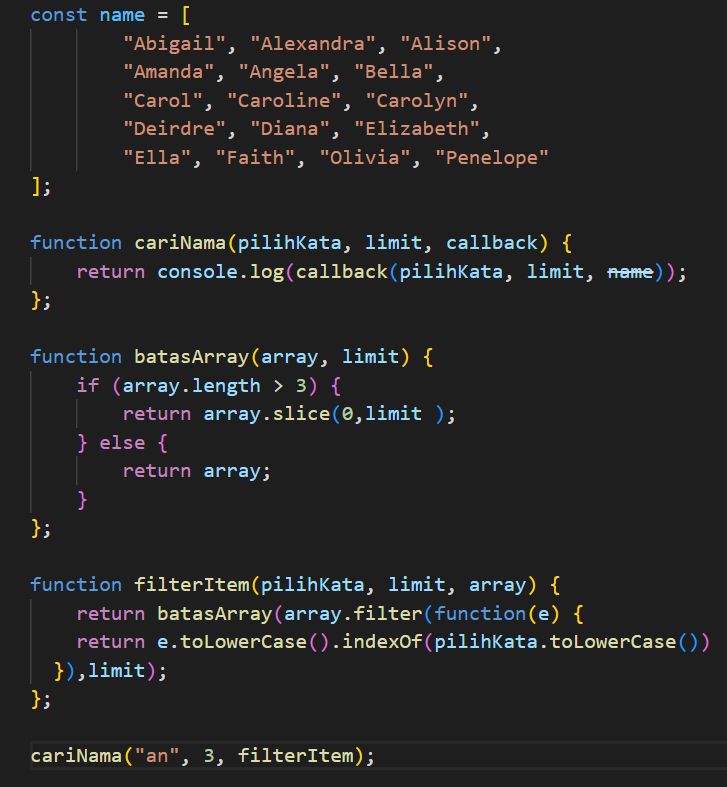 const name = [
"Abigail", "Alexandra", "Alison",
"Amanda", "Angela", "Bella",
"Carol", "Caroline", "Carolyn",
"Deirdre", "Diana", "Elizabeth",
"Ella", "Faith", "Olivia", "Penelope"
];
function cariNama(pilihKata, limit, callback) {
return console.log(callback(pilihKata, limit, name));
};
function batasArray(array, limit) {
if (array.length > 3) {
return array.slice(0,limit );
} else {
return array;
}
};
function filterItem(pilihKata, limit, array) {
return batasArray(array.filter(function(e) {
return e.toLowerCase().indexOf(pilihKata.toLowerCase())
}),limit);
};
cariNama("an", 3, filterItem);